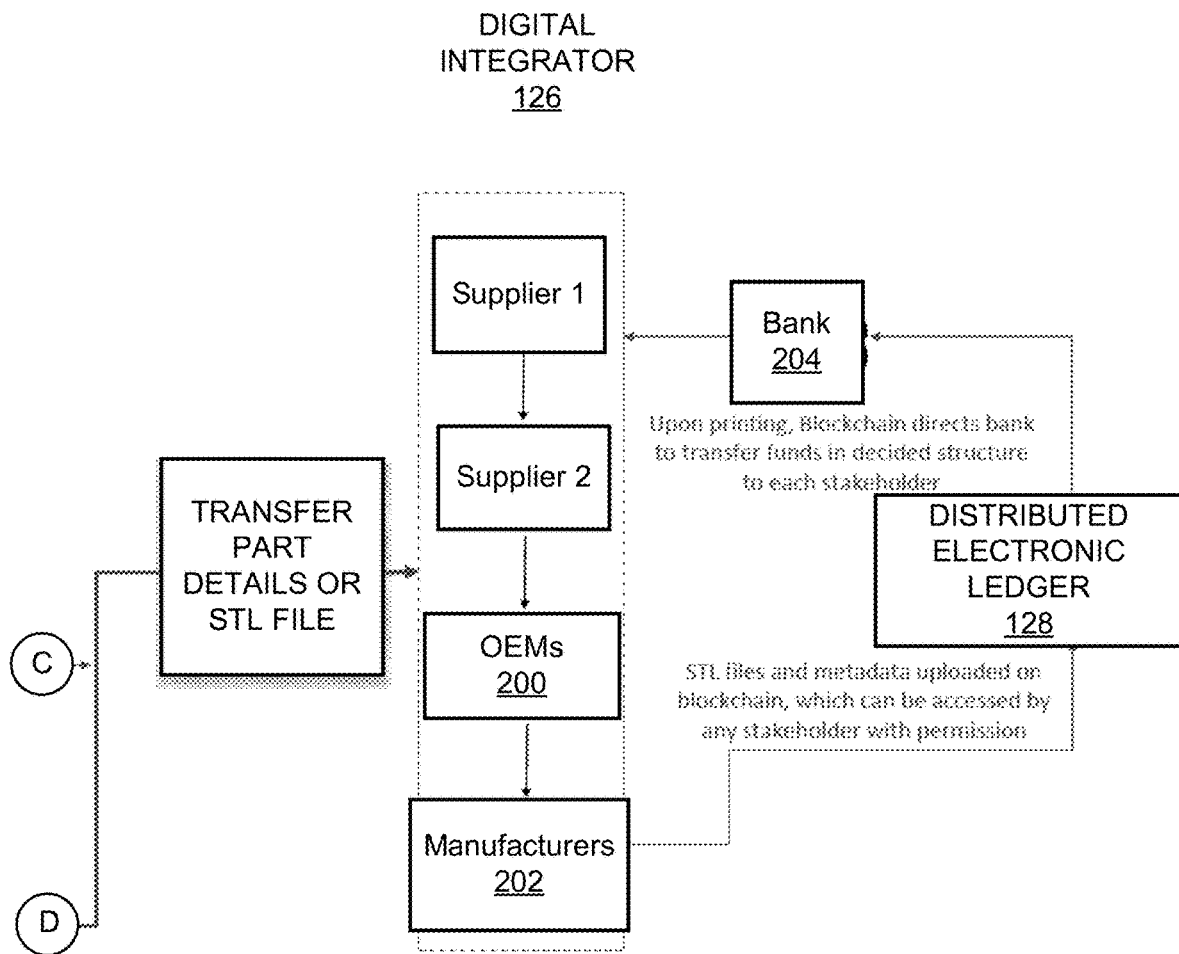 DIGITAL
INTEGRATOR
126
Supplier 1
Bank
204
Upon printing, Blockchain directs bank
to transfer funds in decided structure
to each stakeholder
Supplier 2
TRANSFER
PART
DETAILS OR
STL FILE
DISTRIBUTED
ELECTRONIC
LEDGER
128
C
OEMs
200
STL files and metadata uploaded on
blockchain, which can be accessed by
any stakeholder with permission
Manufacturers
202
D